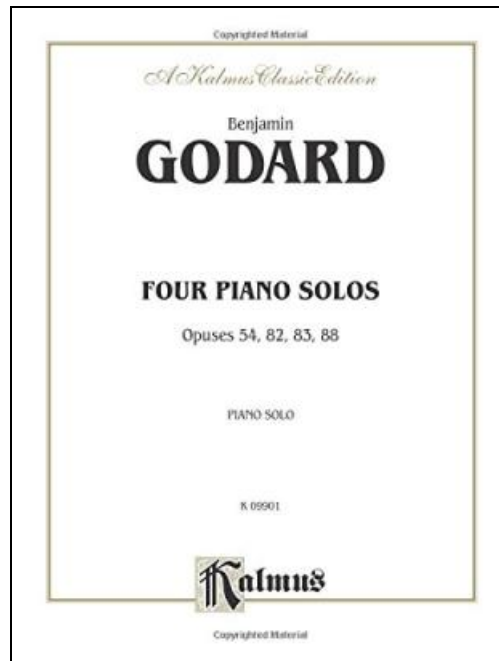 Copyrighted Material
A Kalmus Classic Edition
Benjamin
GODARD
FOUR PIANO SOLOS
Opuses 54, 82, 83, 88
PIANO SOLO
K 09901
Kalmus
Copyrighted Material